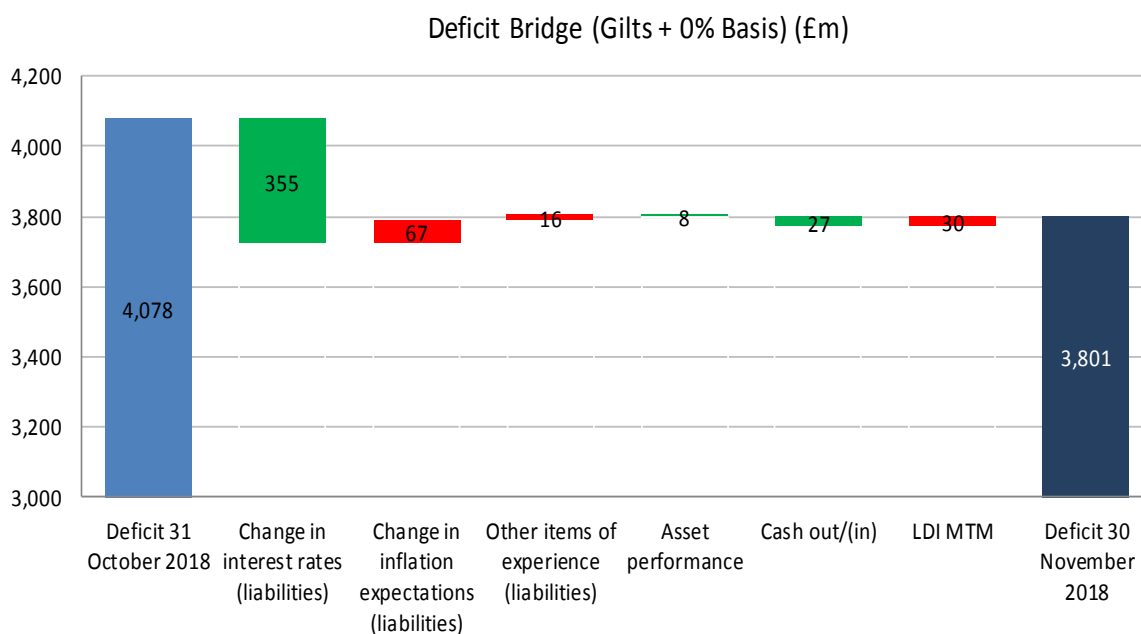 Deficit Bridge (Gilts + 0% Basis) (£m)
4,200
4,000
3,800
3,600
3,400
3,200
3,000
4,078
355
67
16
8
27
30
3,801
Deficit 31
October 2018
Change in
interest rates
(liabilities)
Change in
inflation
expectations
(liabilities)
Other items of
experience
(liabilities)
Asset
performance
Cash out/(in)
LDI MTM
Deficit 30
November
2018